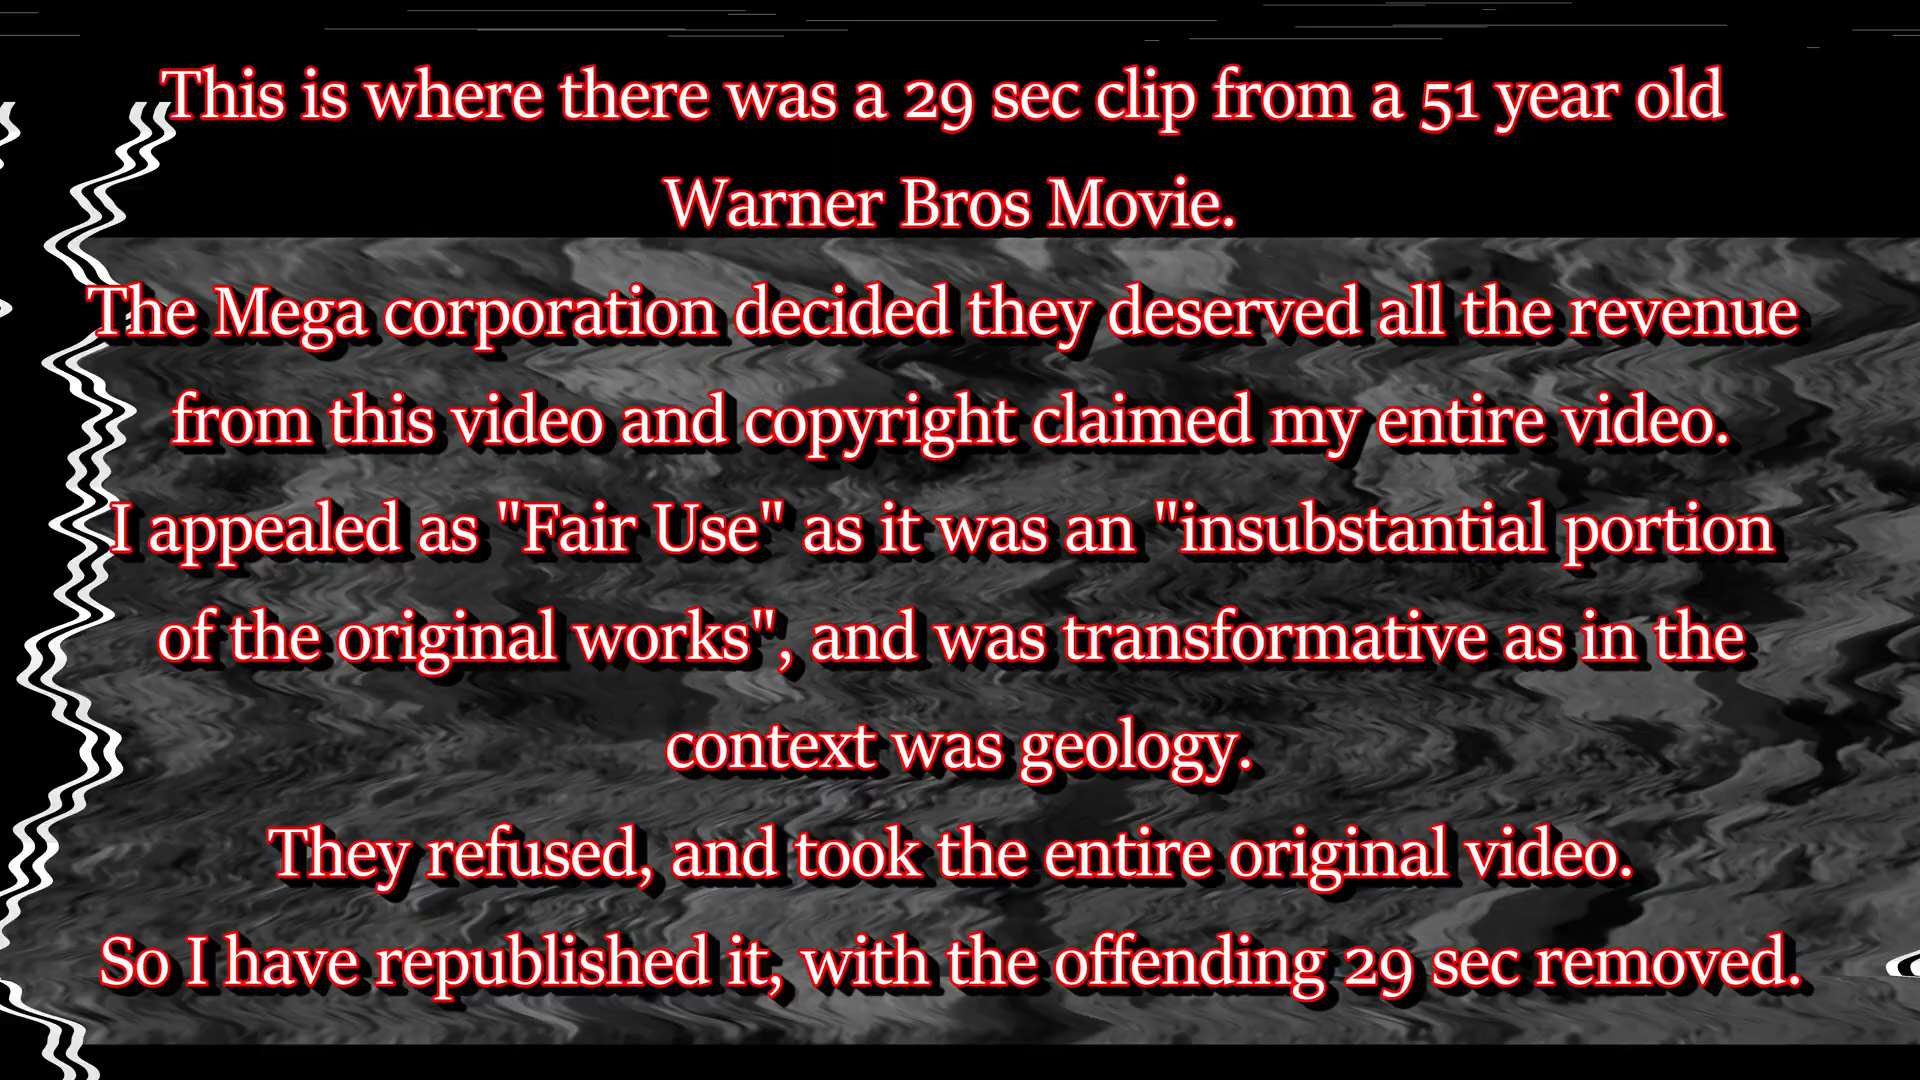 This is where there was a 29 sec clip from a 51 year old
Warner Bros Movie.
The Mega corporation decided they deserved all the revenue
from this video and copyright claimed my entire video.
I appealed as "Fair Use" as it was an "insubstantial portion
of the original works", and was transformative as in the
context was geology.
They refused, and took the entire original video.
So I have republished it, with the offending 29 sec removed.